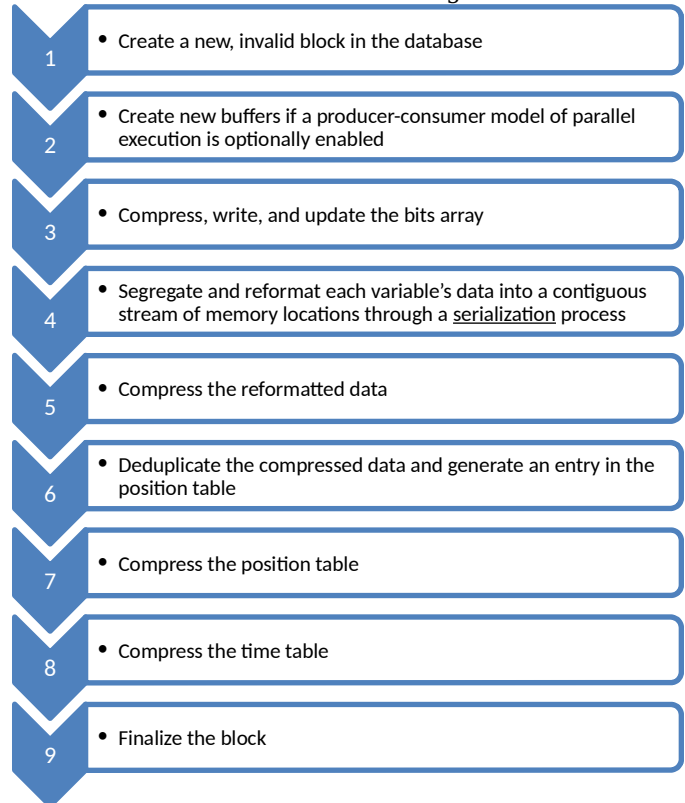 1
• Create a new, invalid block in the database
2
• Create new buffers if a producer-consumer model of parallel
execution is optionally enabled
3
• Compress, write, and update the bits array
4
• Segregate and reformat each variable’s data into a contiguous
stream of memory locations through a serialization process
5
• Compress the reformatted data
6
• Deduplicate the compressed data and generate an entry in the
position table
7
• Compress the position table
8
• Compress the time table
9
• Finalize the block